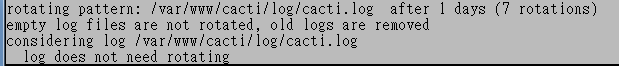 rotating pattern: /var/www/cacti/log/cacti.log  after 1 days (7 rotations)
empty log files are not rotated, old logs are removed
considering log /var/www/cacti/log/cacti.log
  log does not need rotating